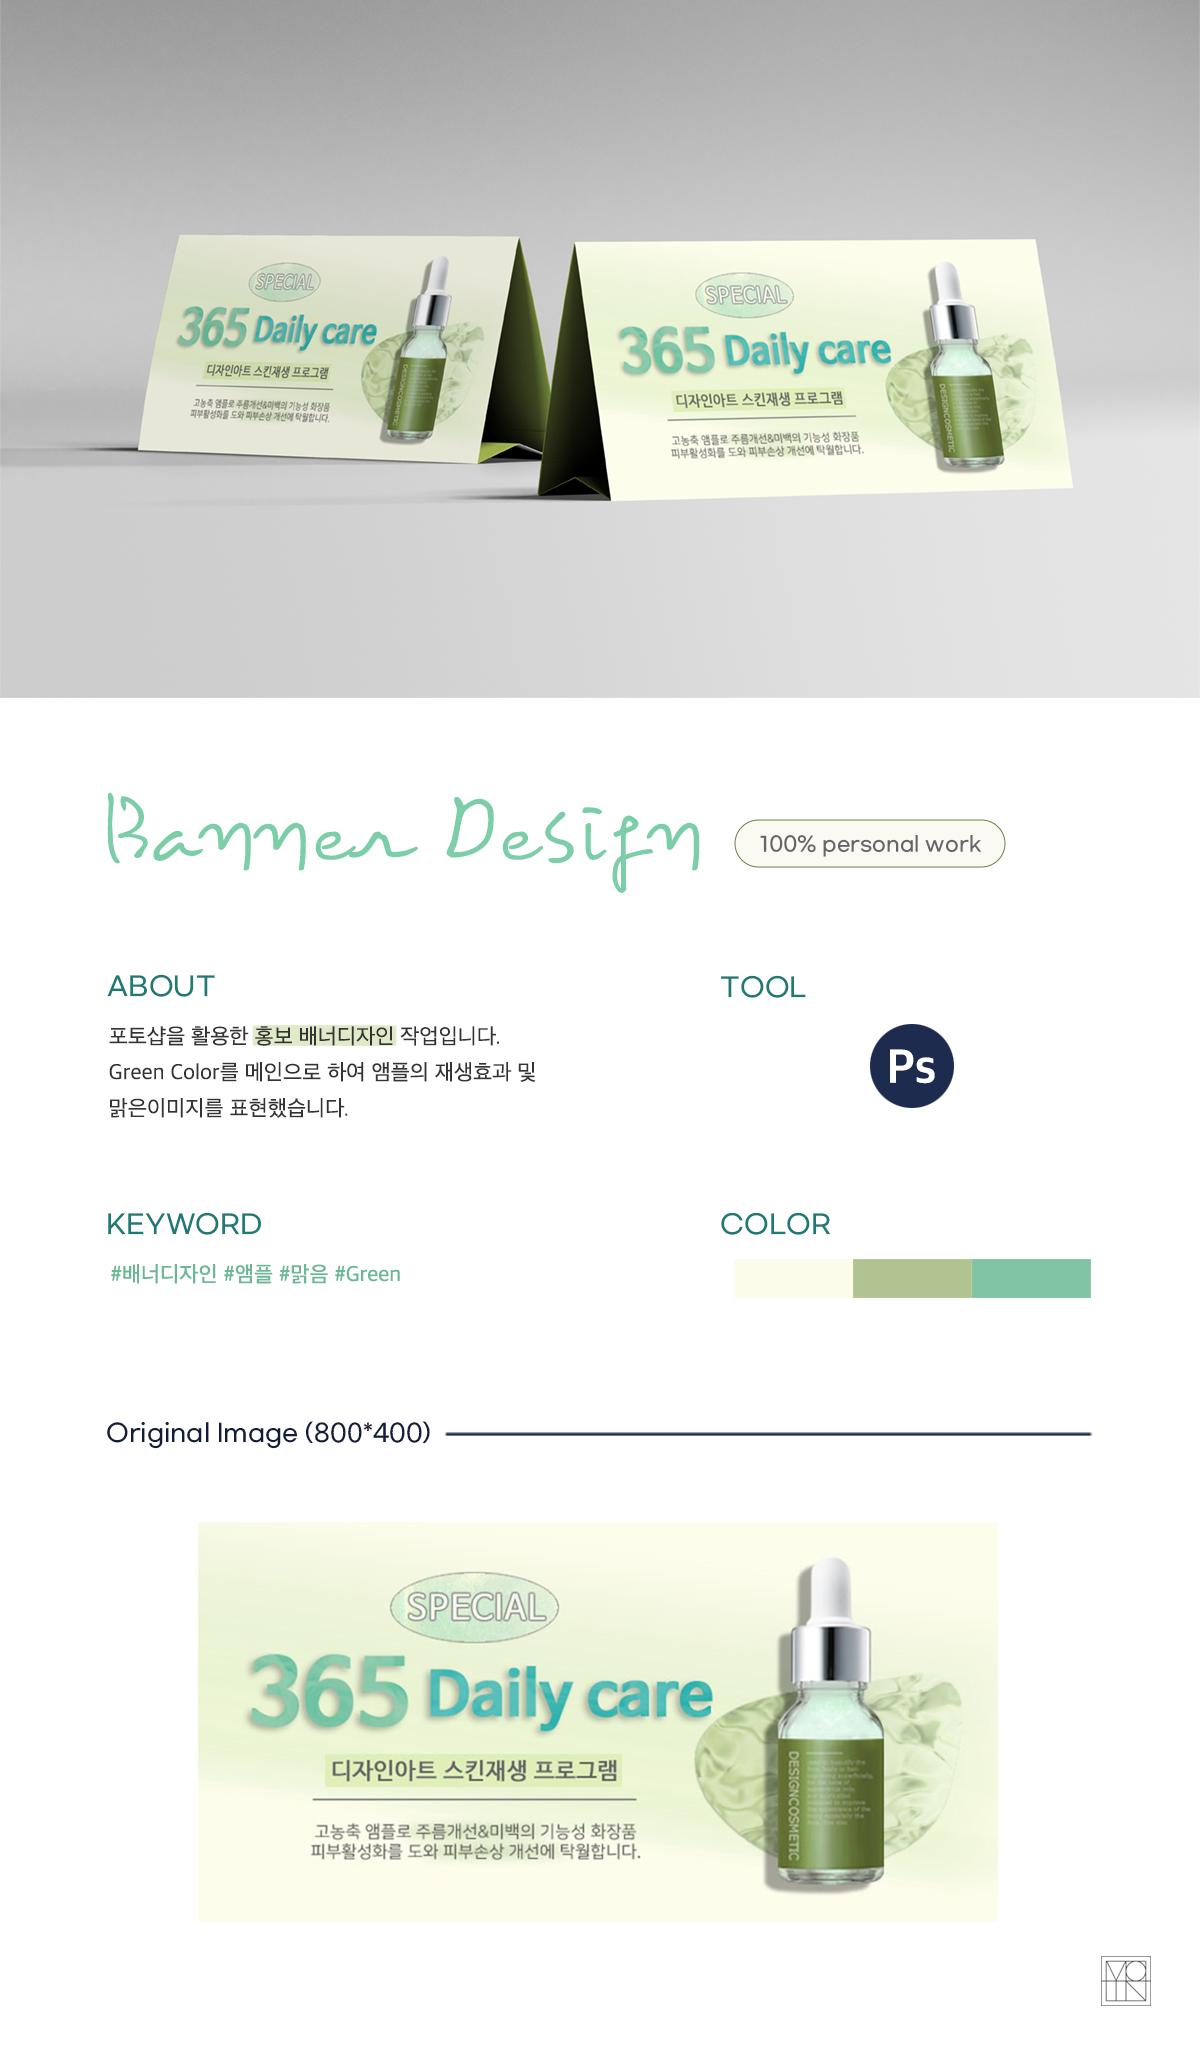 SPECIAL
365 Daily care
디자인아트 스킨재생 프로그램
고농축 앰플로 주름개선&미백의 기능성 화장품
피부활성화를 도와 피부손상 개선에 탁월합니다.
DESIGNCOSMETIC
SPECIAL
365 Daily care
디자인아트 스킨재생 프로그램
고농축 앰플로 주름개선&미백의 기능성 화장품
피부활성화를 도와 피부손상 개선에 탁월합니다.
DESIGNCOSMETIC
Banner Design
100% personal work
ABOUT
포토샵을 활용한 홍보 배너디자인 작업입니다.
Green Color를 메인으로 하여 앰플의 재생효과 및
맑은이미지를 표현했습니다.
TOOL
Ps
KEYWORD
#배너디자인 #앰플 #맑음 #Green
COLOR
Original Image (800*400)
SPECIAL
365 Daily care
디자인아트 스킨재생 프로그램
고농축 앰플로 주름개선&미백의 기능성 화장품
피부활성화를 도와 피부손상 개선에 탁월합니다.
DESIGNCOSMETIC